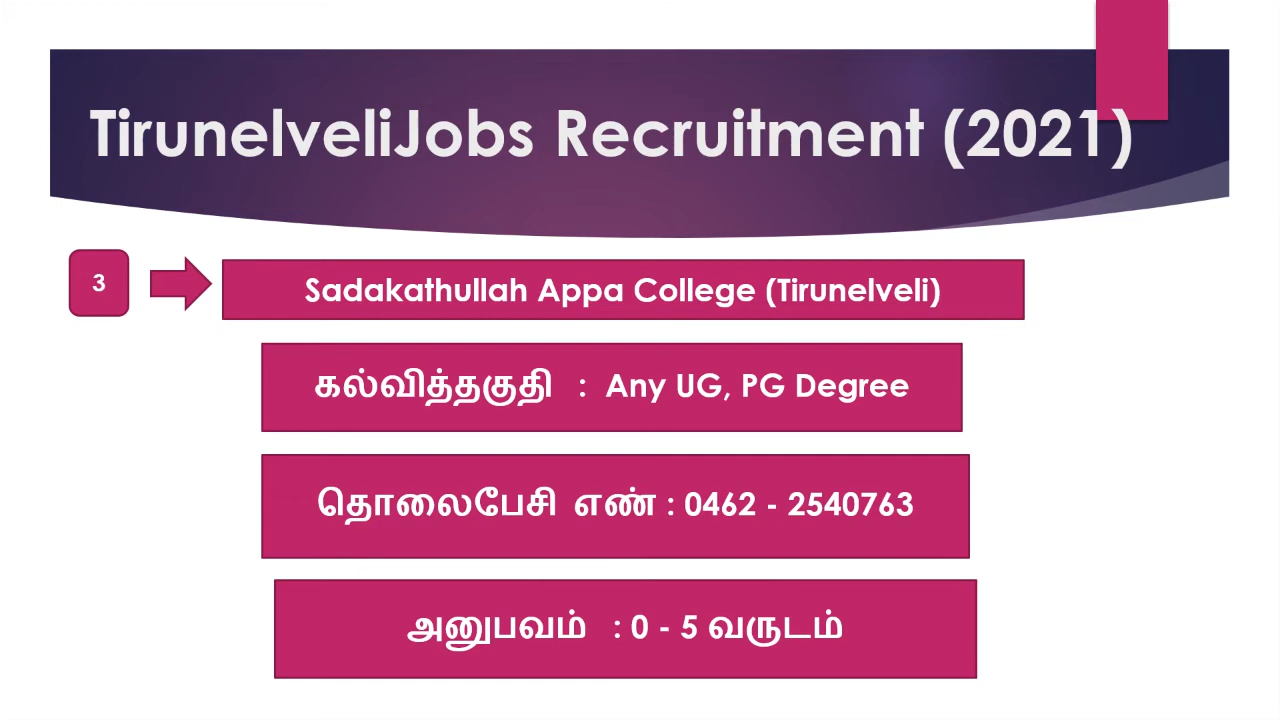 TirunelveliJobs Recruitment (2021)
3
Sadakathullah Appa College (Tirunelveli)
கல்வித்தகுதி : Any UG, PG Degree
தொலைபேசி எண் : 0462 - 2540763
அனுபவம் : 0 - 5 வருடம்